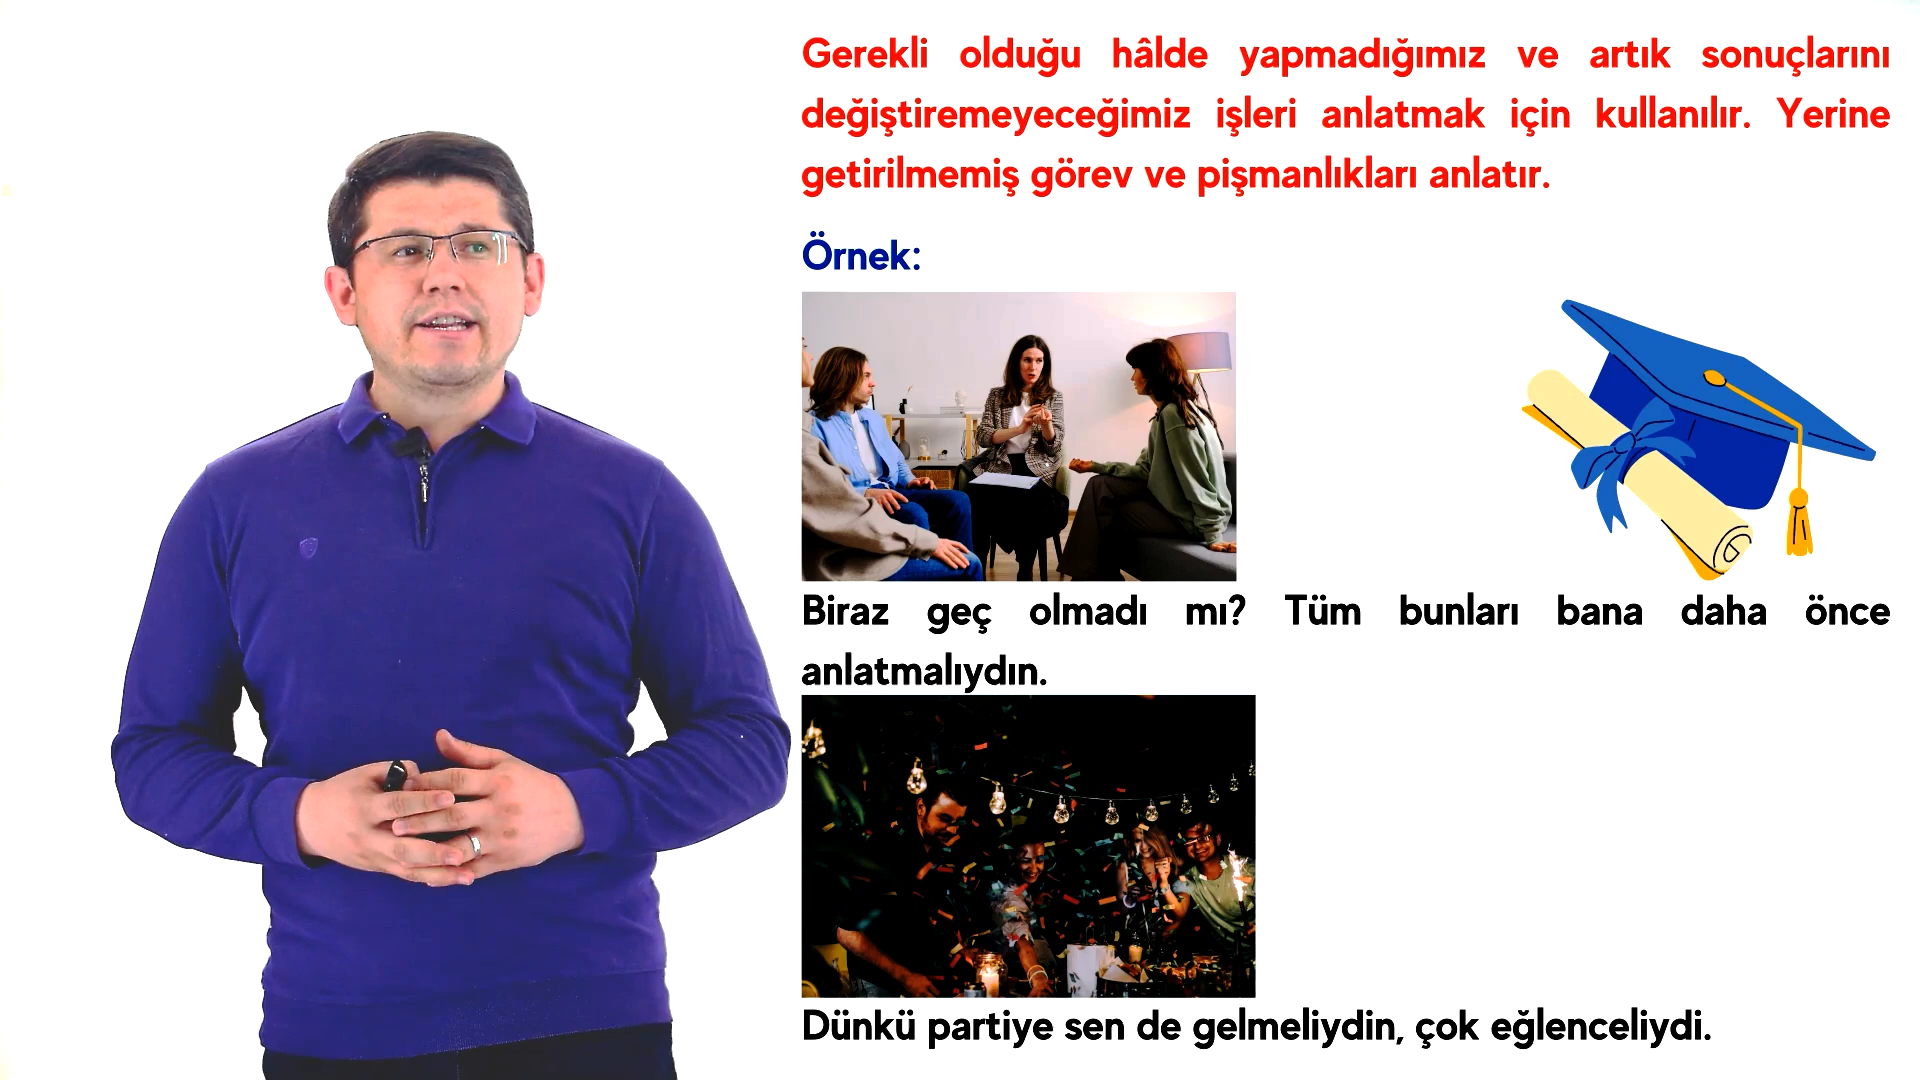 Gerekli olduğu hâlde yapmadığımız ve artık sonuçlarını
değiştiremeyeceğimiz işleri anlatmak için kullanılır. Yerine
getirilmemiş görev ve pişmanlıkları anlatır.
Örnek:
Biraz geç olmadı mı? Tüm bunları bana daha önce
anlatmalıydın.
Dünkü partiye sen de gelmeliydin, çok eğlenceliydi.